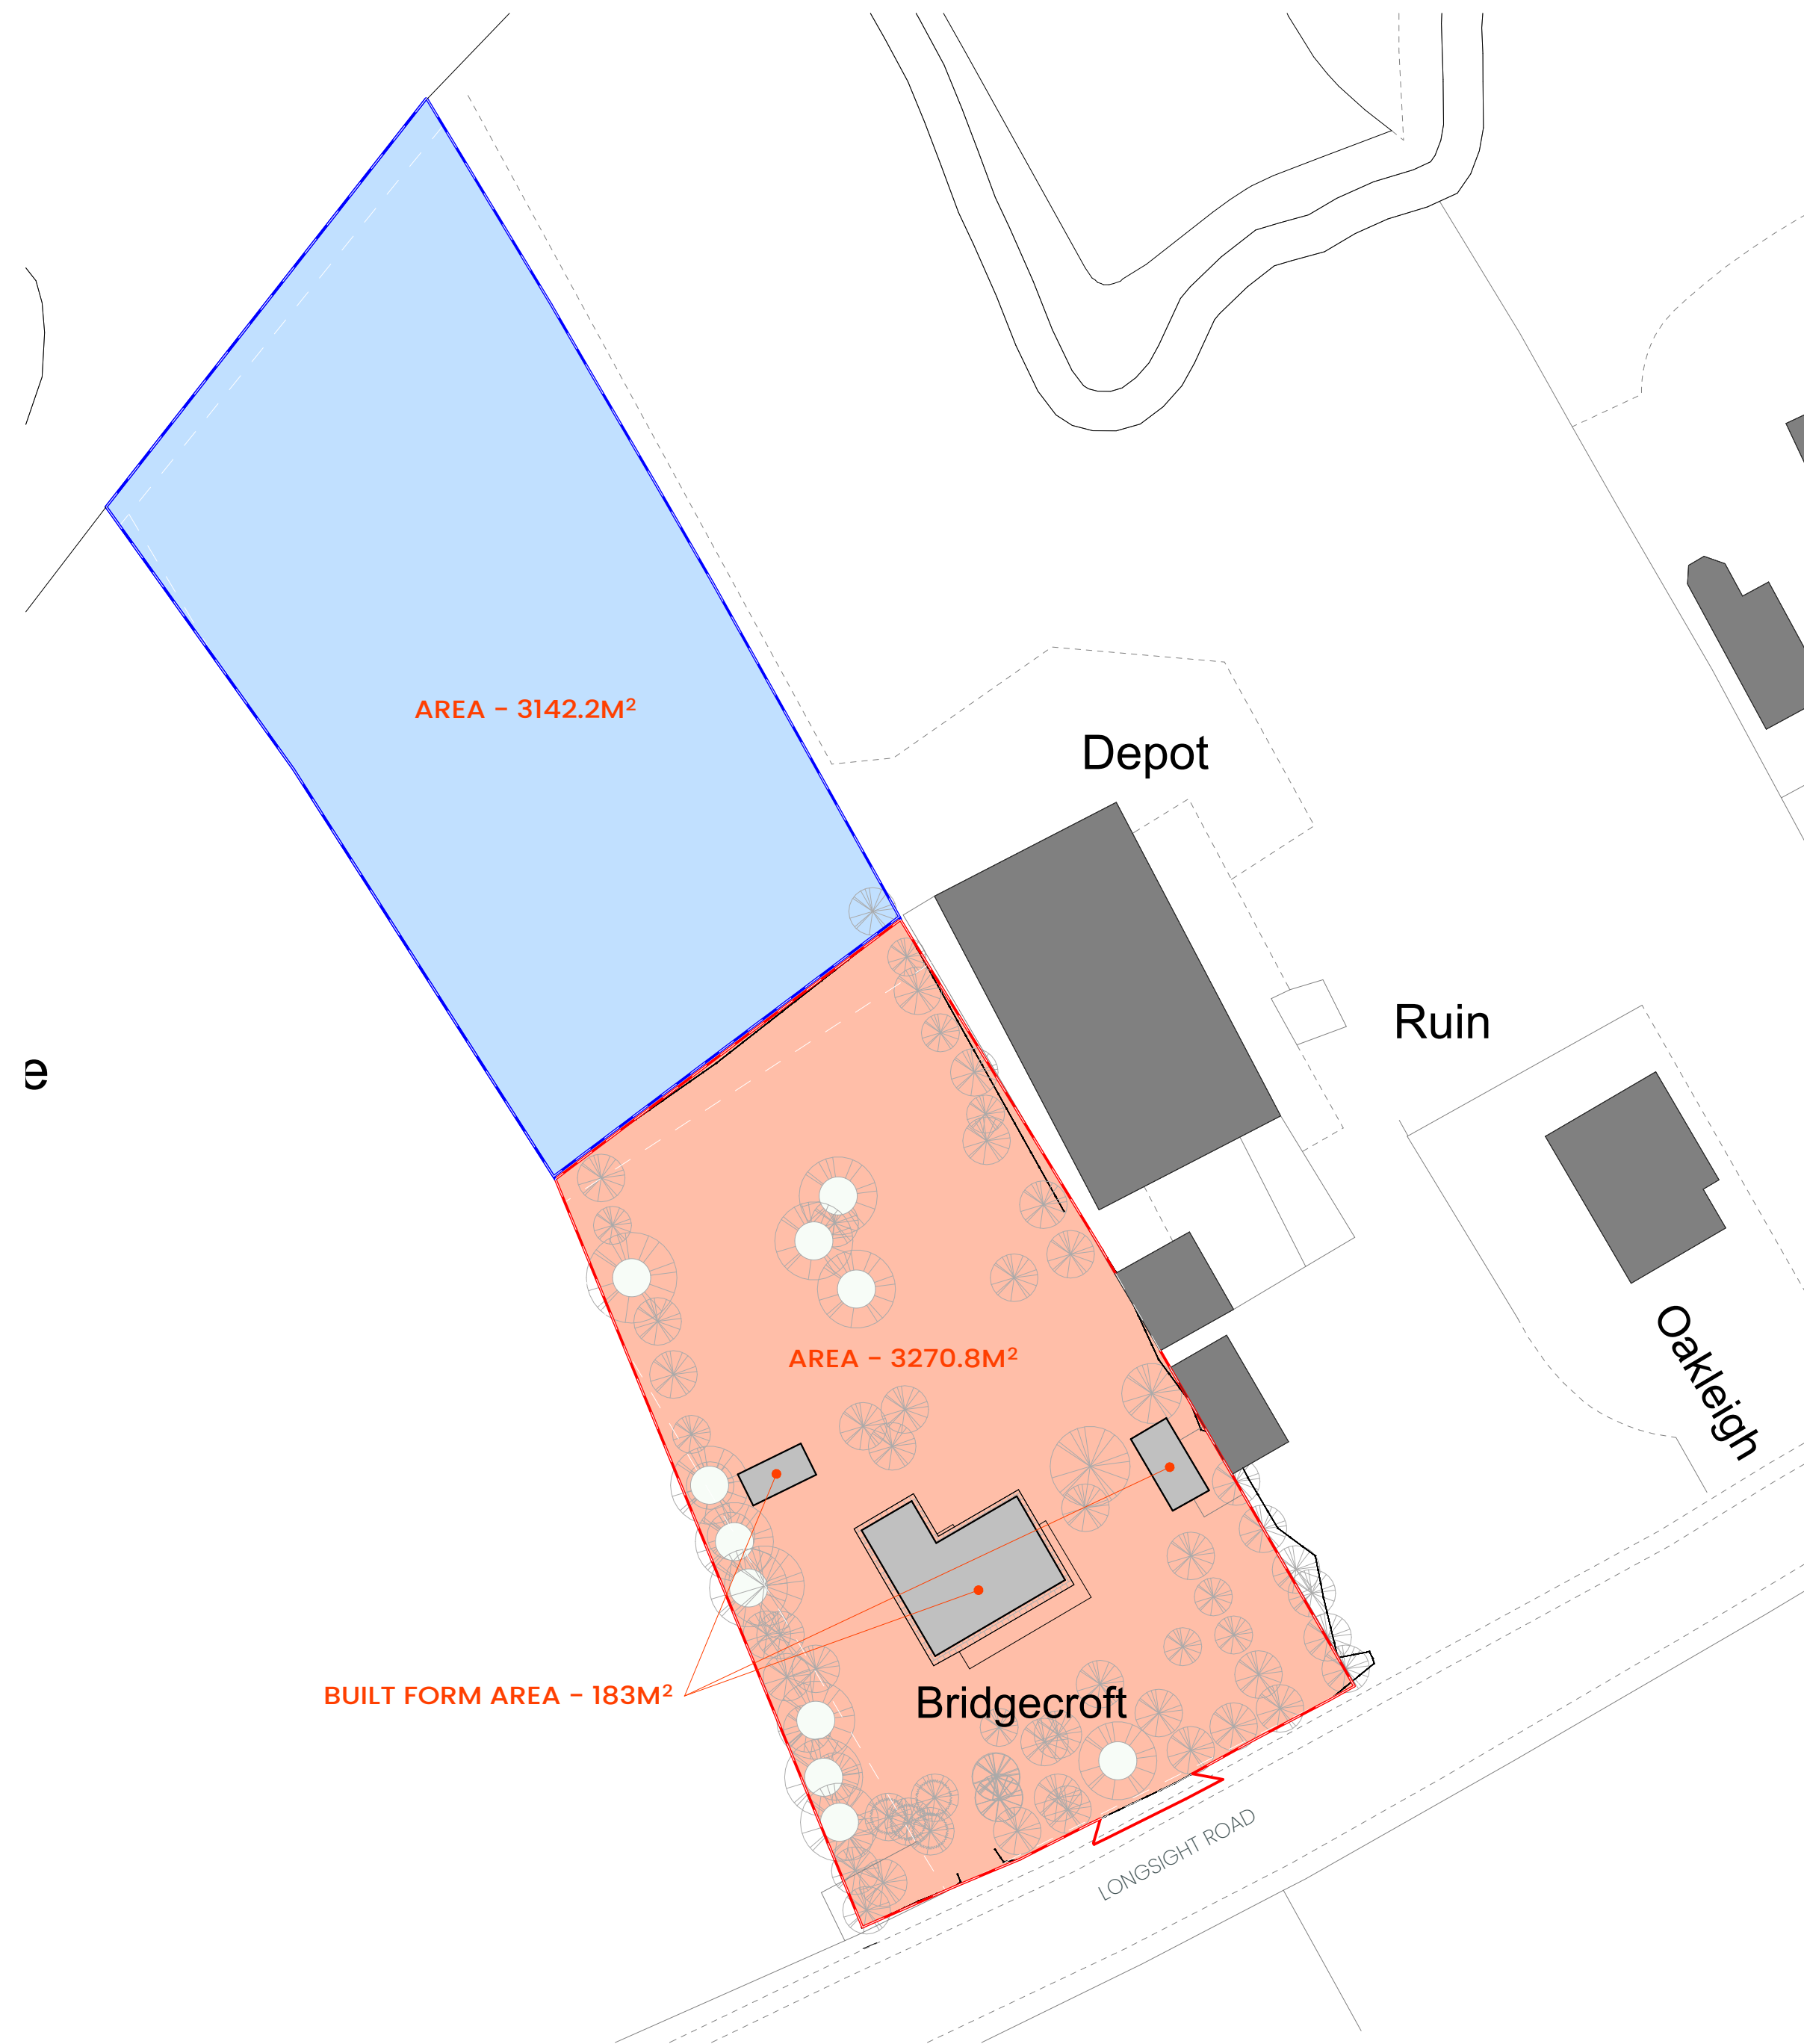 AREA - 3142.2M²
Depot
Ruin
e
Oakleigh
AREA - 3270.8M²
BUILT FORM AREA - 183M²
Bridgecroft
LONGSIGHT ROAD